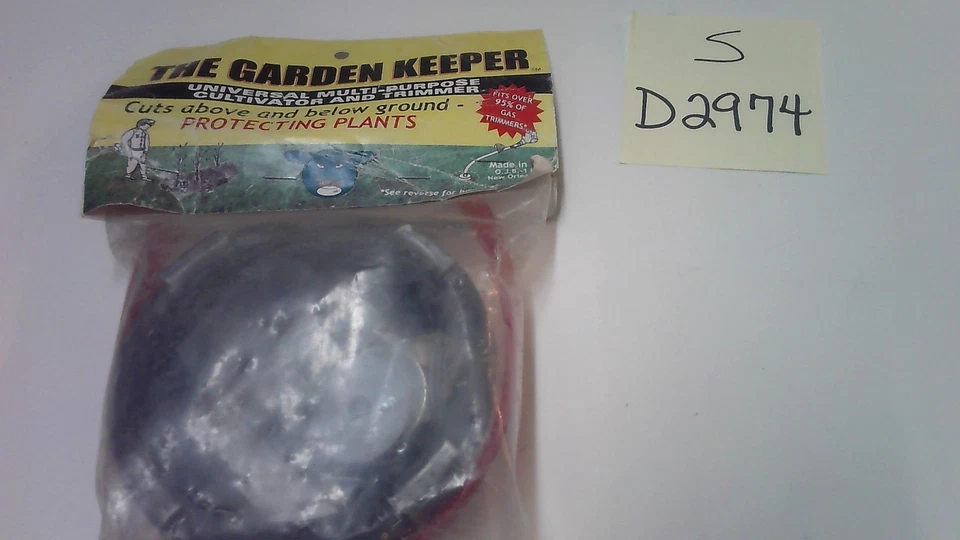 THE GARDEN KEEPER
UNIVERSAL MULTI-PURPOSE
CULTIVATOR AND TRIMMER
Cuts above and below ground -
PROTECTING PLANTS
FITS OVER
95% OF
GAS
TRIMMERS*
Made in
O.J.B.
New
*See reverse for
S
D2974